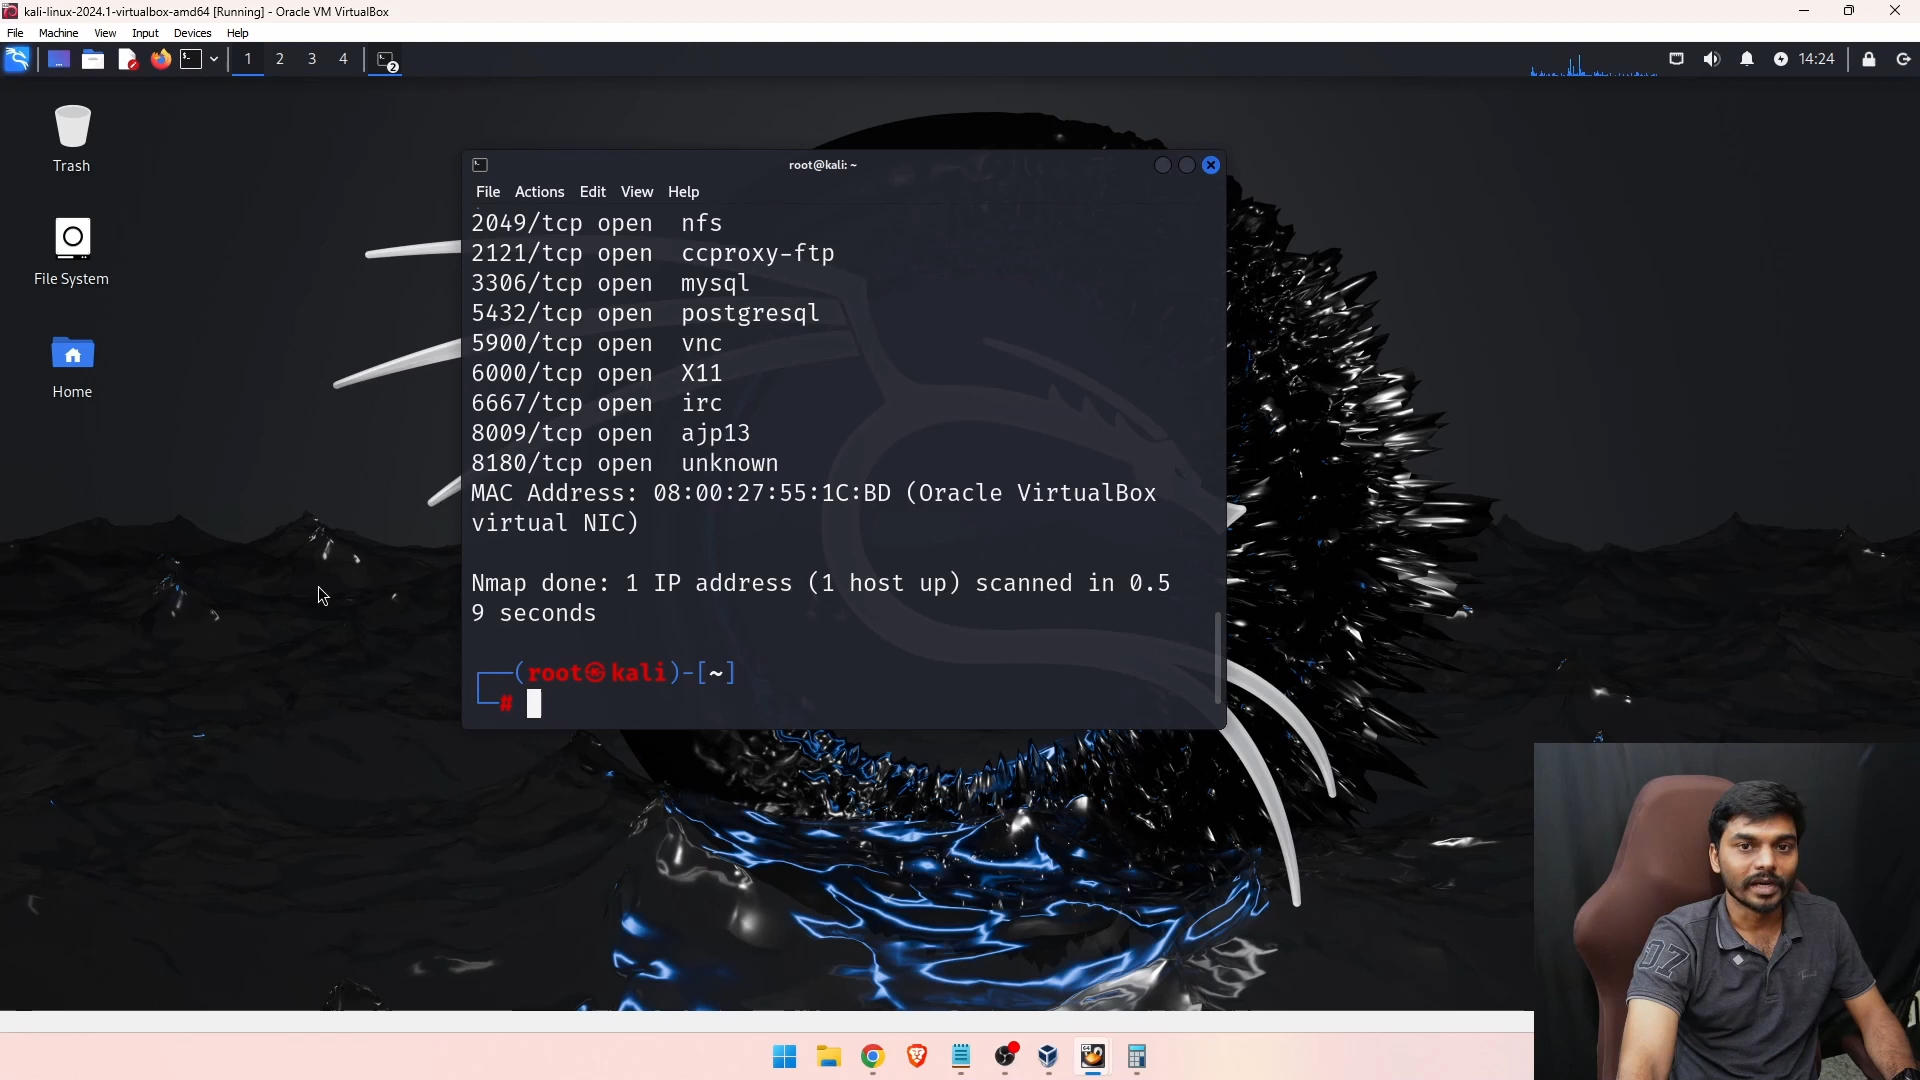 kali-linux-2024.1-virtualbox-amd64 [Running] - Oracle VM VirtualBox
File Machine View Input Devices Help
1 2 3 4 2 14:24
Trash
File System
Home
root@kali: ~
File Actions Edit View Help
2049/tcp open nfs
2121/tcp open ccproxy-ftp
3306/tcp open mysql
5432/tcp open postgresql
5900/tcp open vnc
6000/tcp open X11
6667/tcp open irc
8009/tcp open ajp13
8180/tcp open unknown
MAC Address: 08:00:27:55:1C:BD (Oracle VirtualBox
virtual NIC)
Nmap done: 1 IP address (1 host up) scanned in 0.5
9 seconds
┌──(root㉿kali)-[~]
└─#
07